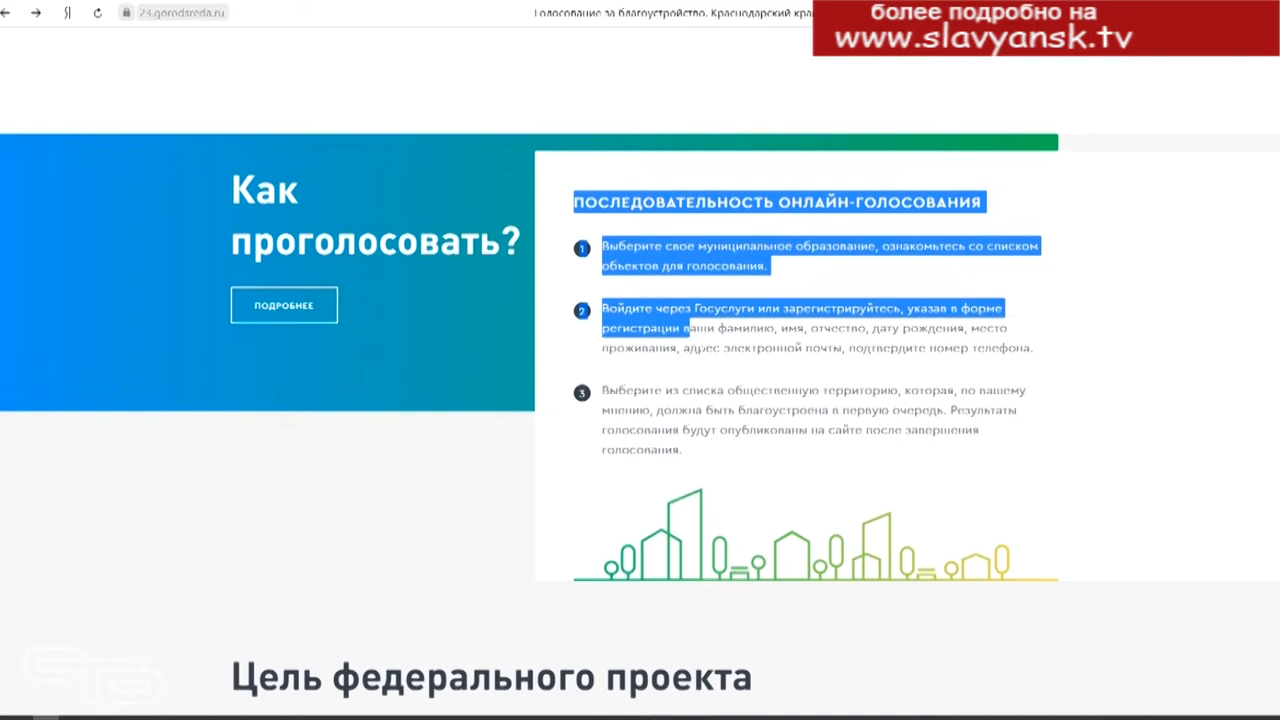 23.gorodsreda.ru
Голосование за благоустройство. Краснодарский кра
более подробно на
www.slavyansk.tv
Как
проголосовать?
ПОДРОБНЕЕ
ПОСЛЕДОВАТЕЛЬНОСТЬ ОНЛАЙН-ГОЛОСОВАНИЯ
1 Выберите свое муниципальное образование, ознакомьтесь со списком
объектов для голосования.
2 Войдите через Госуслуги или зарегистрируйтесь, указав в форме
регистрации ваши фамилию, имя, отчество, дату рождения, место
проживания, адрес электронной почты, подтвердите номер телефона.
3 Выберите из списка общественную территорию, которая, по вашему
мнению, должна быть благоустроена в первую очередь. Результаты
голосования будут опубликованы на сайте после завершения
голосования.
Цель федерального проекта